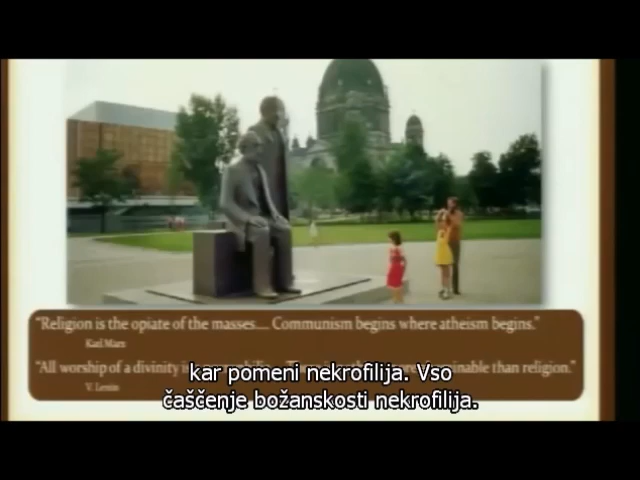 “Religion is the opiate of the masses.... Communism begins where atheism begins.”
Karl Marx
“All worship of a divinity is than religion.”
V. Lenin
kar pomeni nekrofilija. Vso
čaščenje božanskosti nekrofilija.